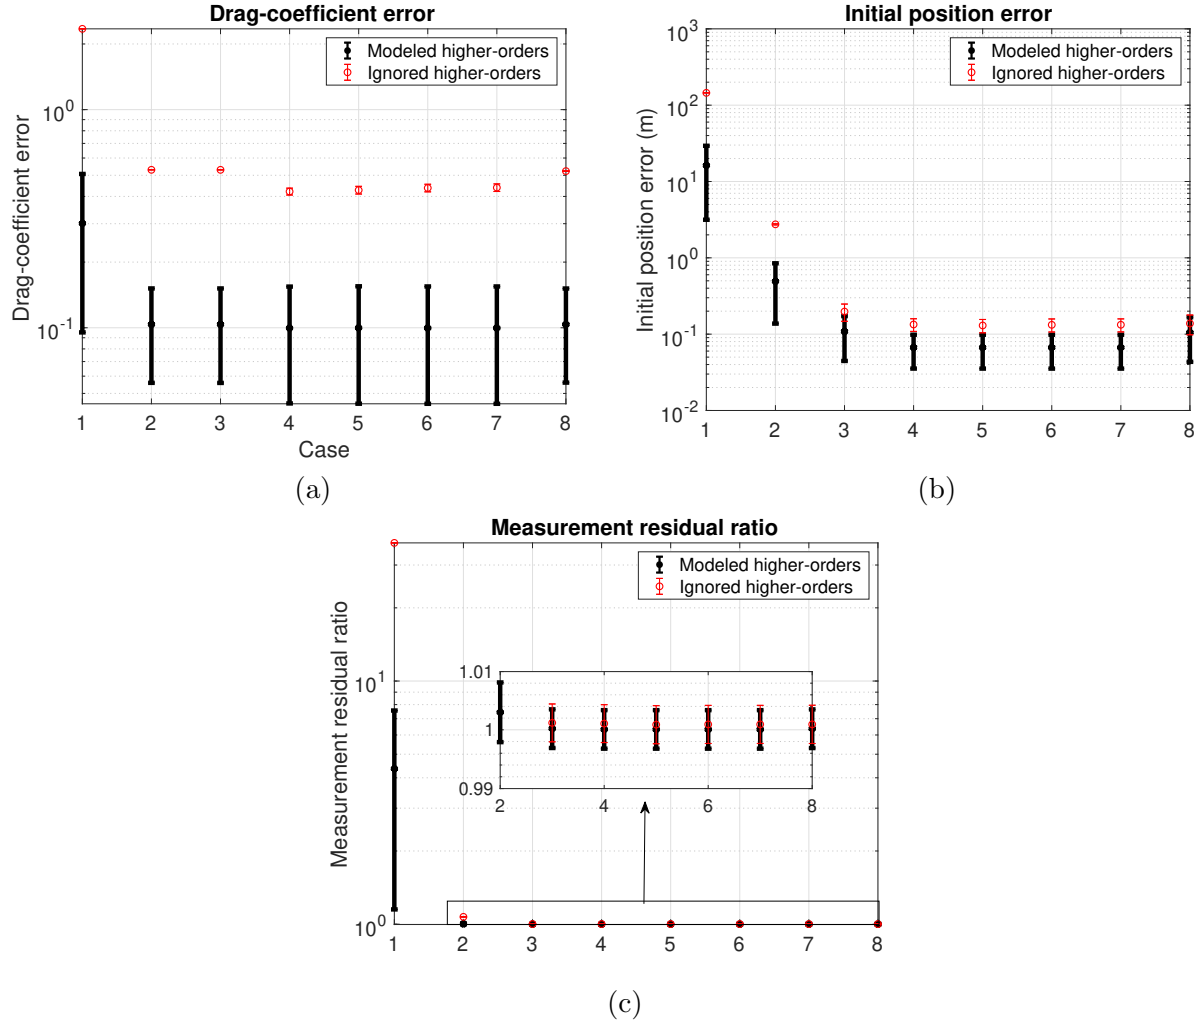 Drag-coefficient error
Modeled higher-orders
Ignored higher-orders
10^0
10^-1
Drag-coefficient error
1 2 3 4 5 6 7 8
Case
(a)
Initial position error
Modeled higher-orders
Ignored higher-orders
10^3
10^2
10^1
10^0
10^-1
10^-2
Initial position error (m)
1 2 3 4 5 6 7 8
(b)
Measurement residual ratio
Modeled higher-orders
Ignored higher-orders
10^1
10^0
Measurement residual ratio
1.01
1
0.99
2 4 6 8
1 2 3 4 5 6 7 8
(c)